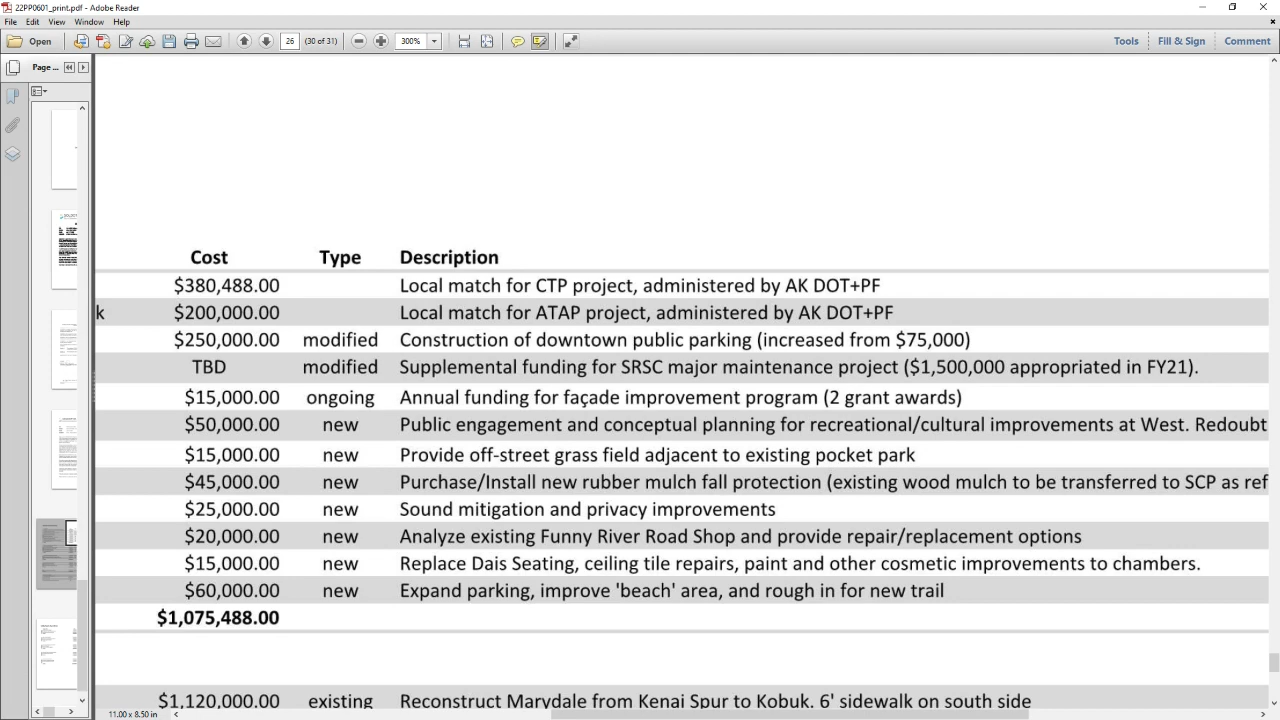 22PP0601_print.pdf - Adobe Reader
File Edit View Window Help
Open 26 (30 of 31) 300% Tools Fill & Sign Comment
Page ...
Cost Type Description
$380,488.00 Local match for CTP project, administered by AK DOT+PF
k $200,000.00 Local match for ATAP project, administered by AK DOT+PF
$250,000.00 modified Construction of downtown public parking (increased from $75,000)
TBD modified Supplemental funding for SRSC major maintenance project ($1,500,000 appropriated in FY21).
$15,000.00 ongoing Annual funding for façade improvement program (2 grant awards)
$50,000.00 new Public engagement and conceptual planning for recreational/cultural improvements at West. Redoubt
$15,000.00 new Provide off-sreet grass field adjacent to existing pocket park
$45,000.00 new Purchase/Install new rubber mulch fall protection (existing wood mulch to be transferred to SCP as ref
$25,000.00 new Sound mitigation and privacy improvements
$20,000.00 new Analyze existing Funny River Road Shop and provide repair/replacement options
$15,000.00 new Replace Dais Seating, ceiling tile repairs, paint and other cosmetic improvements to chambers.
$60,000.00 new Expand parking, improve 'beach' area, and rough in for new trail
$1,075,488.00
$1,120,000.00 existing Reconstruct Marydale from Kenai Spur to Kobuk. 6' sidewalk on south side
11.00 x 8.50 in